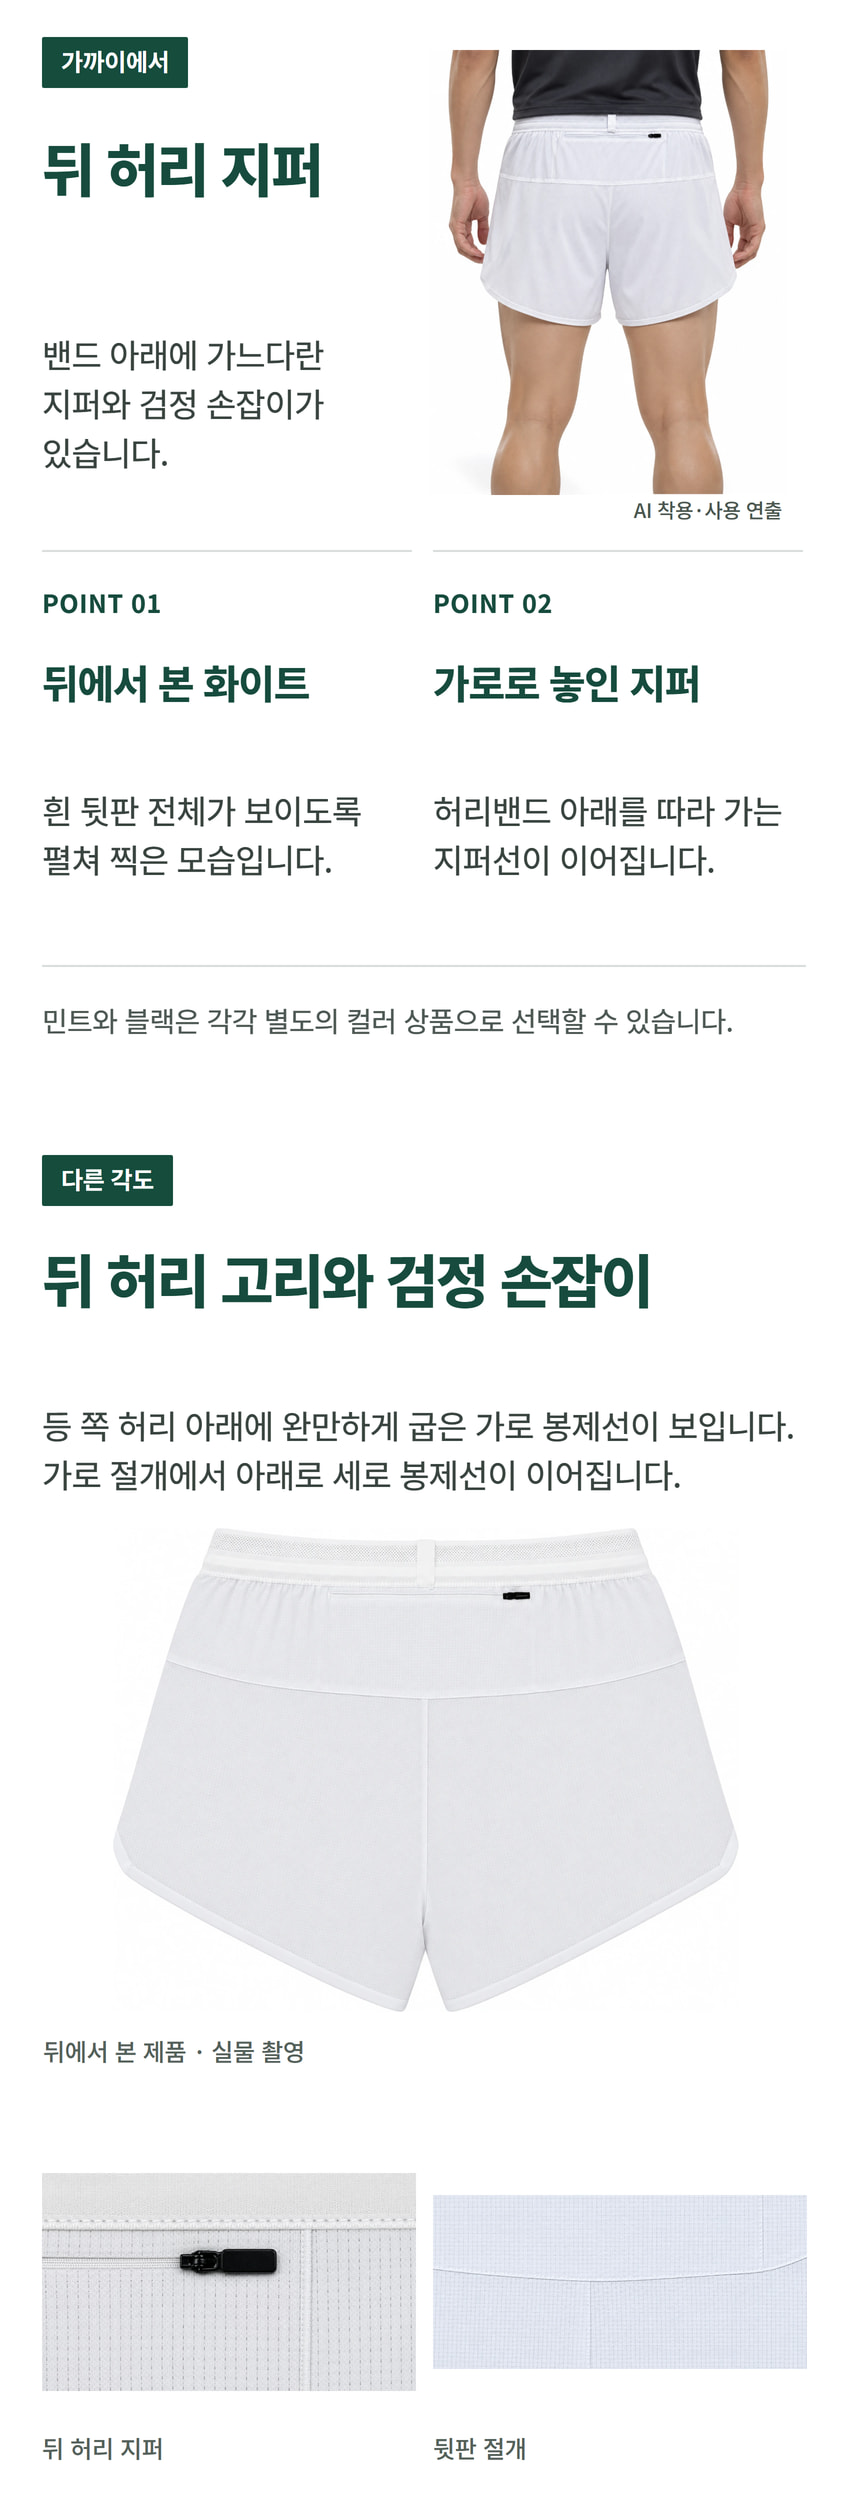 가까이에서
뒤 허리 지퍼
밴드 아래에 가느다란
지퍼와 검정 손잡이가
있습니다.
AI 착용·사용 연출
POINT 01
뒤에서 본 화이트
흰 뒷판 전체가 보이도록
펼쳐 찍은 모습입니다.
POINT 02
가로로 놓인 지퍼
허리밴드 아래를 따라 가는
지퍼선이 이어집니다.
민트와 블랙은 각각 별도의 컬러 상품으로 선택할 수 있습니다.
다른 각도
뒤 허리 고리와 검정 손잡이
등 쪽 허리 아래에 완만하게 굽은 가로 봉제선이 보입니다.
가로 절개에서 아래로 세로 봉제선이 이어집니다.
뒤에서 본 제품 · 실물 촬영
뒤 허리 지퍼
뒷판 절개